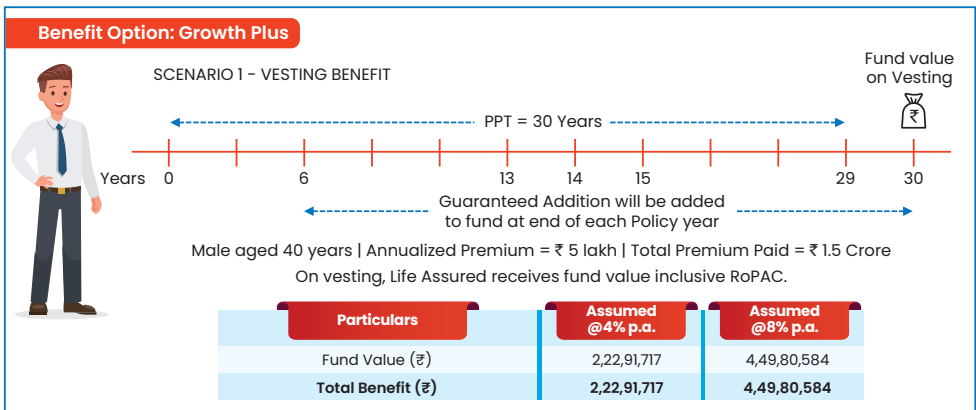 Benefit Option: Growth Plus
SCENARIO 1 - VESTING BENEFIT
Fund value
on Vesting
₹
PPT = 30 Years
Years 0 6 13 14 15 29 30
Guaranteed Addition will be added
to fund at end of each Policy year
Male aged 40 years | Annualized Premium = ₹ 5 lakh | Total Premium Paid = ₹ 1.5 Crore
On vesting, Life Assured receives fund value inclusive RoPAC.
Particulars Assumed @4% p.a. Assumed @8% p.a.
Fund Value (₹) 2,22,91,717 4,49,80,584
Total Benefit (₹) 2,22,91,717 4,49,80,584